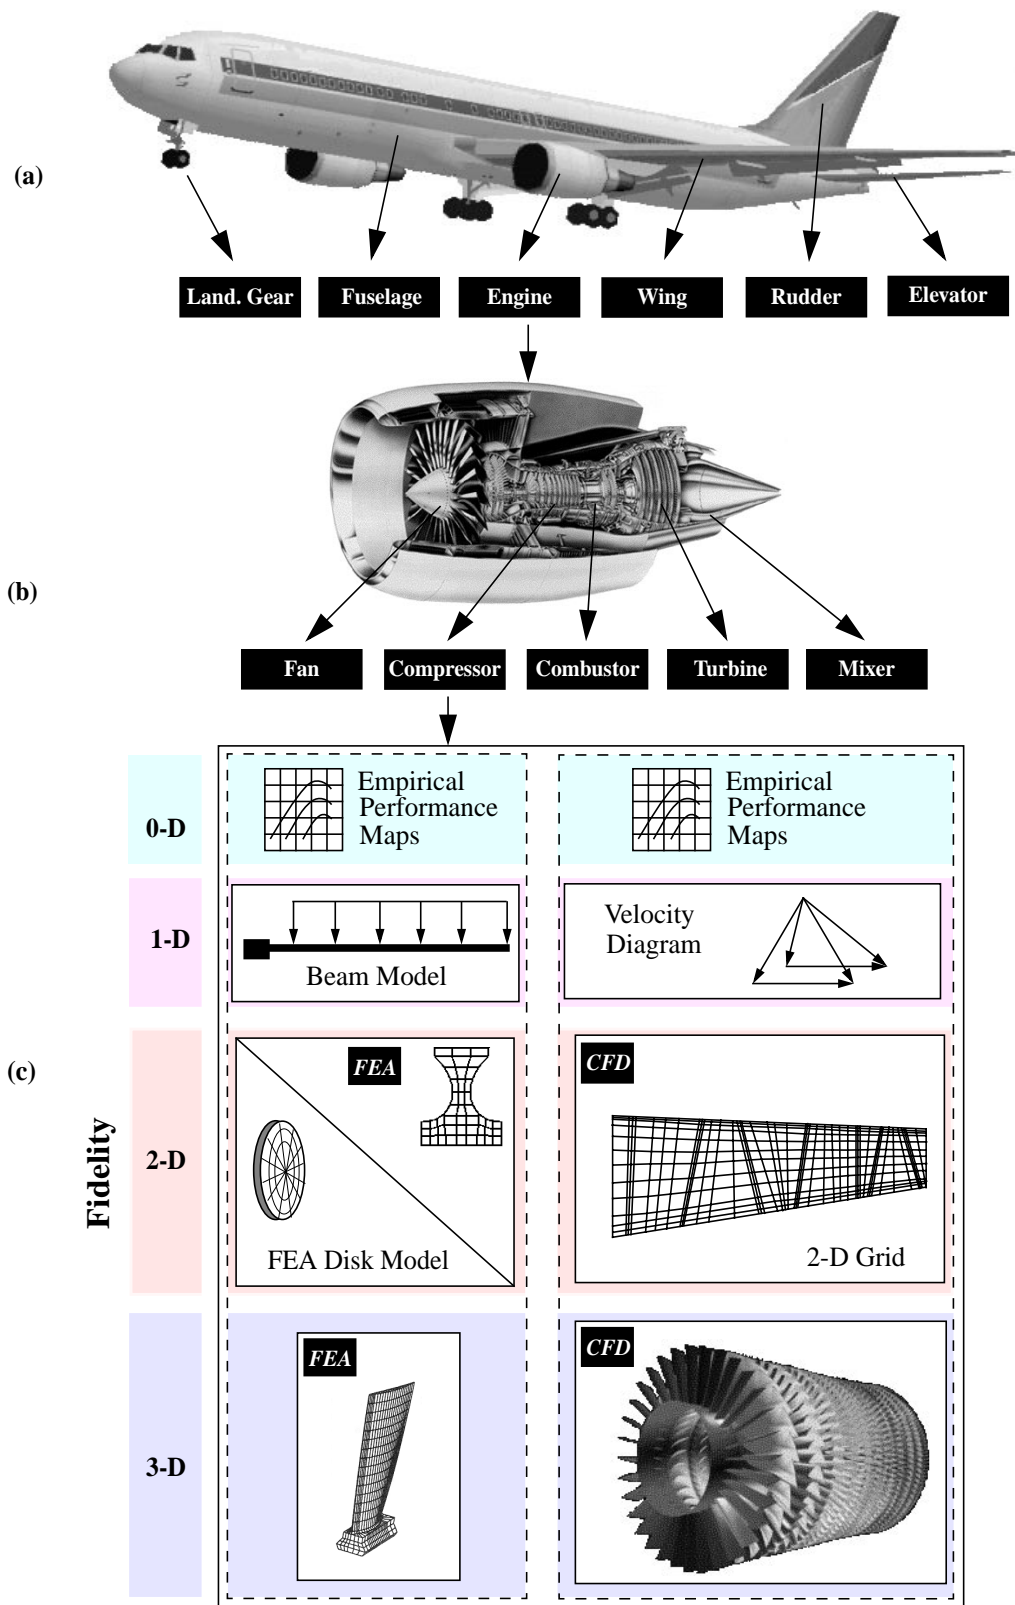 (a)
Land. Gear
Fuselage
Engine
Wing
Rudder
Elevator
(b)
Fan
Compressor
Combustor
Turbine
Mixer
(c)
Fidelity
0-D
Empirical
Performance
Maps
Empirical
Performance
Maps
1-D
Beam Model
Velocity
Diagram
2-D
FEA
FEA Disk Model
CFD
2-D Grid
3-D
FEA
CFD